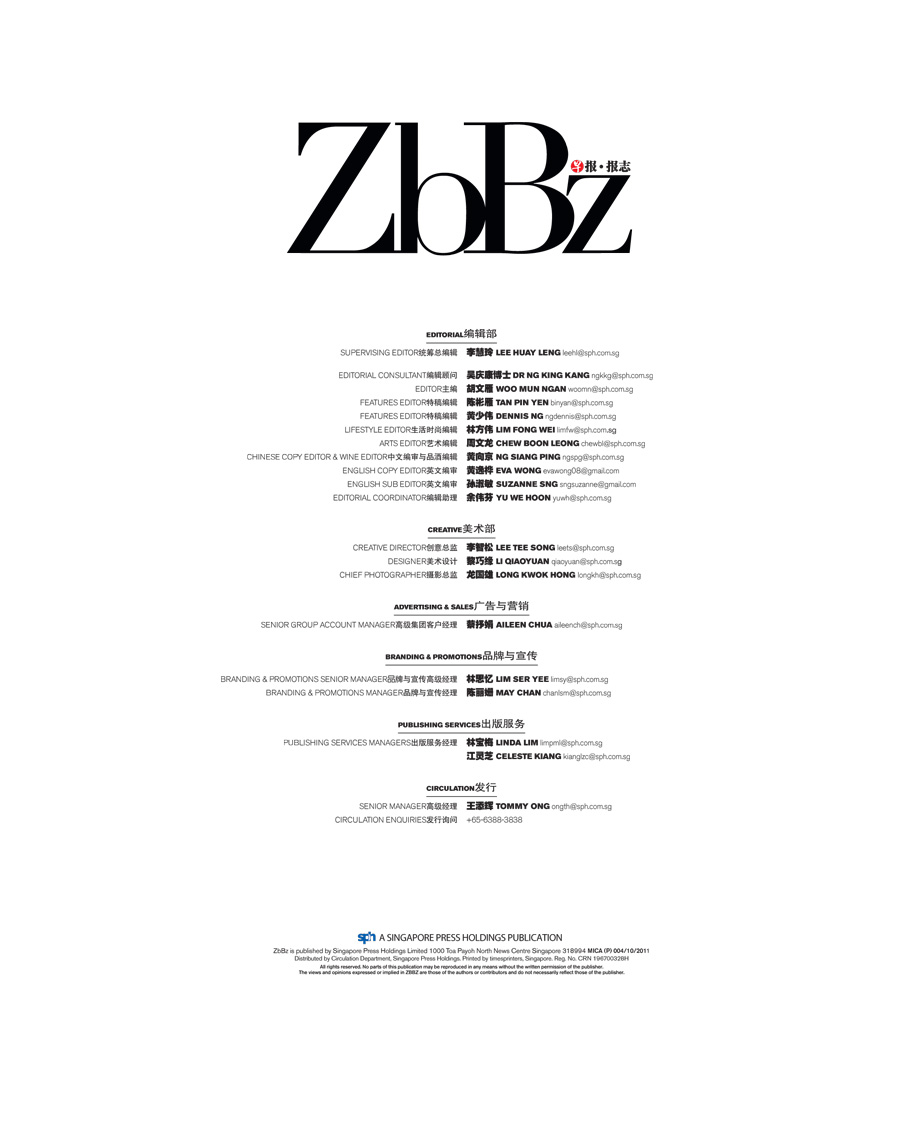 ZbBz
早报·报志
EDITORIAL编辑部
SUPERVISING EDITOR统筹总编辑 李慧玲 LEE HUAY LENG leehl@sph.com.sg
EDITORIAL CONSULTANT编辑顾问 吴庆康博士 DR NG KING KANG ngkkg@sph.com.sg
EDITOR主编 胡文雁 WOO MUN NGAN woomn@sph.com.sg
FEATURES EDITOR特稿编辑 陈彬雁 TAN PIN YEN binyan@sph.com.sg
FEATURES EDITOR特稿编辑 黄少伟 DENNIS NG ngdennis@sph.com.sg
LIFESTYLE EDITOR生活时尚编辑 林方伟 LIM FONG WEI limfw@sph.com.sg
ARTS EDITOR艺术编辑 周文龙 CHEW BOON LEONG chewbl@sph.com.sg
CHINESE COPY EDITOR & WINE EDITOR中文编审与品酒编辑 黄向京 NG SIANG PING ngspg@sph.com.sg
ENGLISH COPY EDITOR英文编审 黄逸桦 EVA WONG evawong08@gmail.com
ENGLISH SUB EDITOR英文编审 孙淑敏 SUZANNE SNG sngsuzanne@gmail.com
EDITORIAL COORDINATOR编辑助理 余伟芬 YU WE HOON yuwh@sph.com.sg
CREATIVE美术部
CREATIVE DIRECTOR创意总监 李智松 LEE TEE SONG leets@sph.com.sg
DESIGNER美术设计 黎巧缘 LI QIAOYUAN qiaoyuan@sph.com.sg
CHIEF PHOTOGRAPHER摄影总监 龙国雄 LONG KWOK HONG longkh@sph.com.sg
ADVERTISING & SALES广告与营销
SENIOR GROUP ACCOUNT MANAGER高级集团客户经理 蔡抒娟 AILEEN CHUA aileench@sph.com.sg
BRANDING & PROMOTIONS品牌与宣传
BRANDING & PROMOTIONS SENIOR MANAGER品牌与宣传高级经理 林思忆 LIM SER YEE limsy@sph.com.sg
BRANDING & PROMOTIONS MANAGER品牌与宣传经理 陈丽姗 MAY CHAN chanlsm@sph.com.sg
PUBLISHING SERVICES出版服务
PUBLISHING SERVICES MANAGERS出版服务经理 林宝梅 LINDA LIM limpml@sph.com.sg
江灵芝 CELESTE KIANG kianglzc@sph.com.sg
CIRCULATION发行
SENIOR MANAGER高级经理 王添辉 TOMMY ONG ongth@sph.com.sg
CIRCULATION ENQUIRIES发行询问 +65-6388-3838
sph A SINGAPORE PRESS HOLDINGS PUBLICATION
ZbBz is published by Singapore Press Holdings Limited 1000 Toa Payoh North News Centre Singapore 318994 MICA (P) 004/10/2011
Distributed by Circulation Department, Singapore Press Holdings. Printed by timesprinters, Singapore. Reg. No. CRN 196700328H
All rights reserved. No parts of this publication may be reproduced in any means without the written permission of the publisher.
The views and opinions expressed or implied in ZBBZ are those of the authors or contributors and do not necessarily reflect those of the publisher.